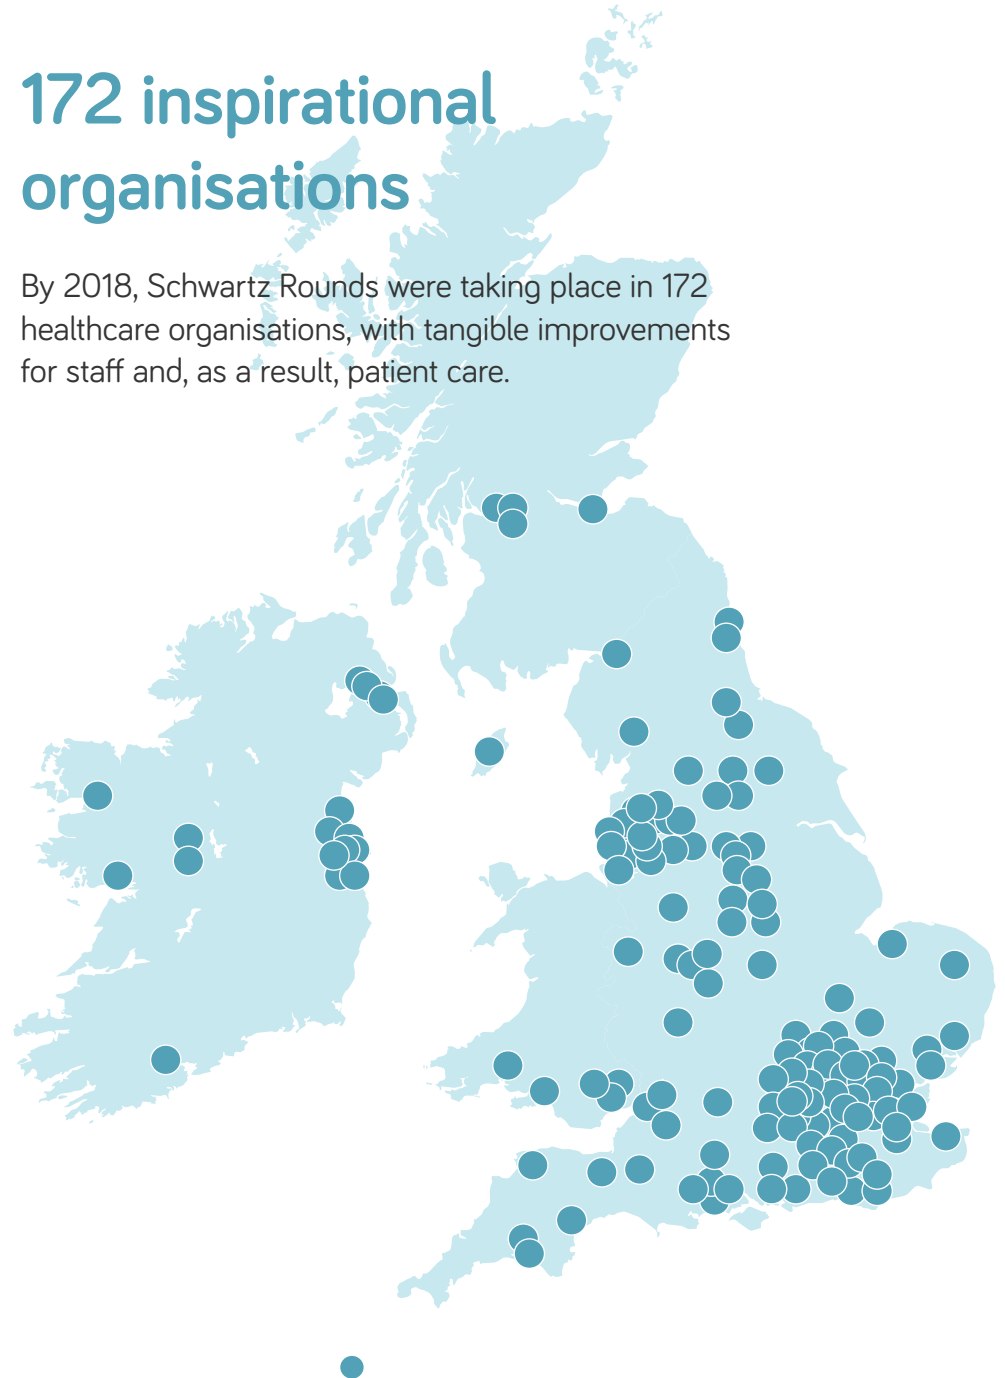 172 inspirational
organisations
By 2018, Schwartz Rounds were taking place in 172
healthcare organisations, with tangible improvements
for staff and, as a result, patient care.